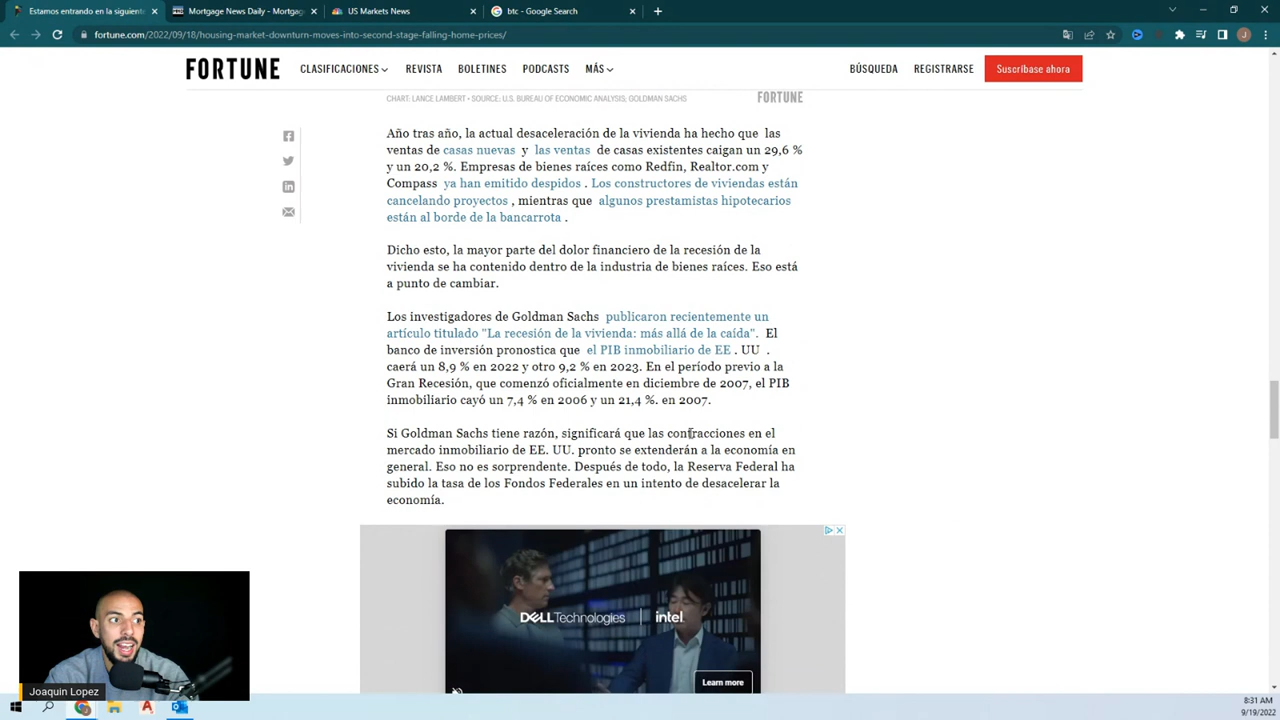 Estamos entrando en la siguiente
Mortgage News Daily - Mortgag
US Markets News
btc - Google Search
fortune.com/2022/09/18/housing-market-downturn-moves-into-second-stage-falling-home-prices/
FORTUNE
CLASIFICACIONES
REVISTA
BOLETINES
PODCASTS
MÁS
BÚSQUEDA
REGISTRARSE
Suscríbase ahora
CHART: LANCE LAMBERT • SOURCE: U.S. BUREAU OF ECONOMIC ANALYSIS; GOLDMAN SACHS
FORTUNE
Año tras año, la actual desaceleración de la vivienda ha hecho que las
ventas de casas nuevas y las ventas de casas existentes caigan un 29,6 %
y un 20,2 %. Empresas de bienes raíces como Redfin, Realtor.com y
Compass ya han emitido despidos . Los constructores de viviendas están
cancelando proyectos , mientras que algunos prestamistas hipotecarios
están al borde de la bancarrota .
Dicho esto, la mayor parte del dolor financiero de la recesión de la
vivienda se ha contenido dentro de la industria de bienes raíces. Eso está
a punto de cambiar.
Los investigadores de Goldman Sachs publicaron recientemente un
artículo titulado "La recesión de la vivienda: más allá de la caída". El
banco de inversión pronostica que el PIB inmobiliario de EE . UU .
caerá un 8,9 % en 2022 y otro 9,2 % en 2023. En el período previo a la
Gran Recesión, que comenzó oficialmente en diciembre de 2007, el PIB
inmobiliario cayó un 7,4 % en 2006 y un 21,4 %. en 2007.
Si Goldman Sachs tiene razón, significará que las contracciones en el
mercado inmobiliario de EE. UU. pronto se extenderán a la economía en
general. Eso no es sorprendente. Después de todo, la Reserva Federal ha
subido la tasa de los Fondos Federales en un intento de desacelerar la
economía.
DELLTechnologies | intel.
Learn more
Joaquin Lopez
8:31 AM
9/19/2022